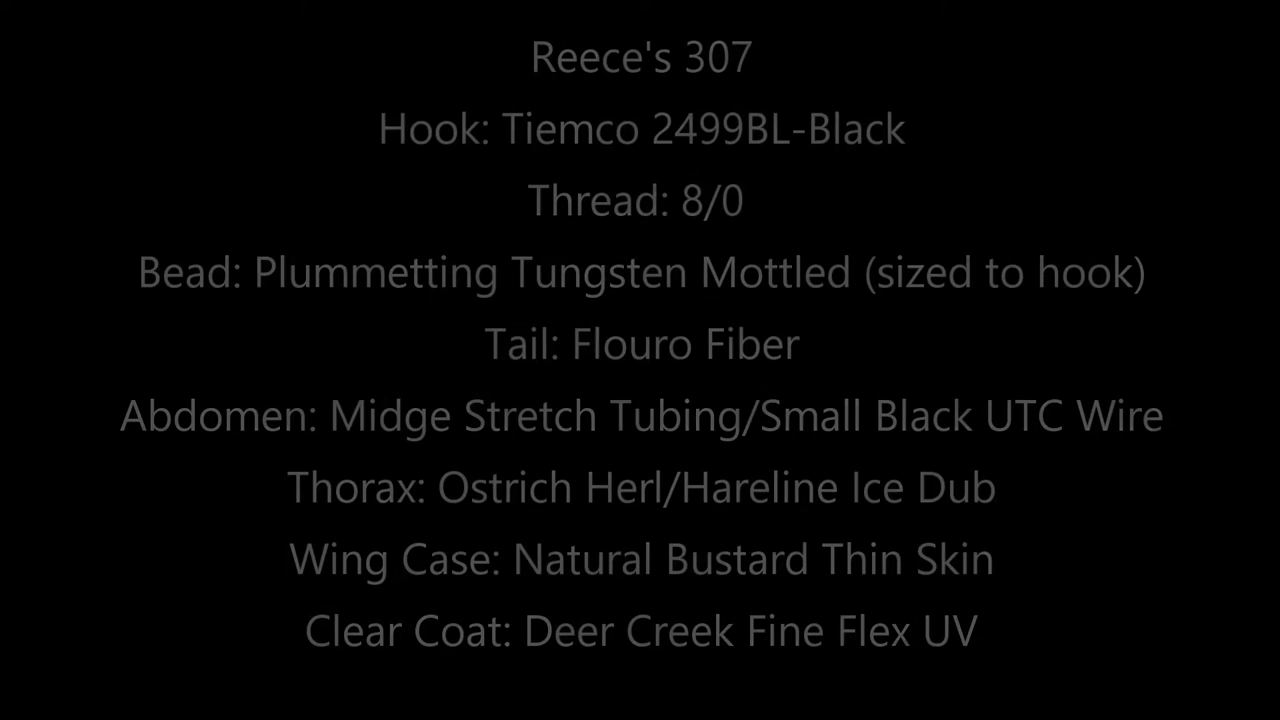 Reece's 307
Hook: Tiemco 2499BL-Black
Thread: 8/0
Bead: Plummetting Tungsten Mottled (sized to hook)
Tail: Flouro Fiber
Abdomen: Midge Stretch Tubing/Small Black UTC Wire
Thorax: Ostrich Herl/Hareline Ice Dub
Wing Case: Natural Bustard Thin Skin
Clear Coat: Deer Creek Fine Flex UV